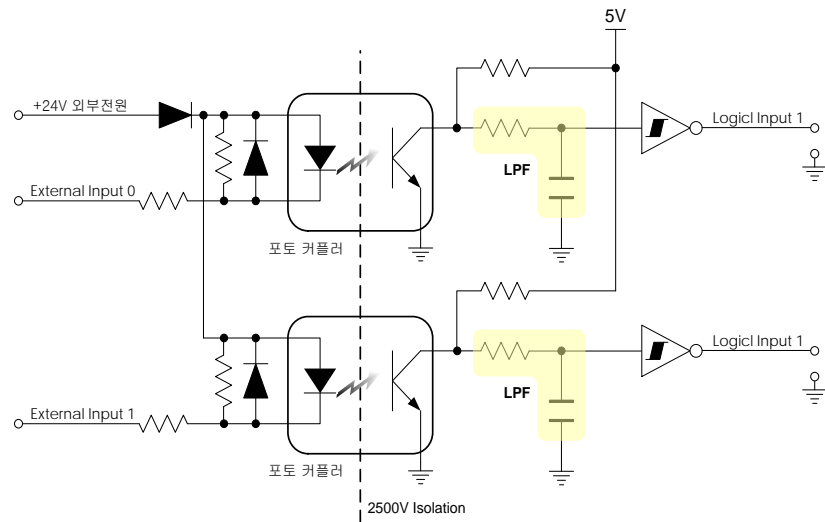 5V
+24V 외부전원
Logicl Input 1
LPF
External Input 0
포토 커플러
Logicl Input 1
LPF
External Input 1
포토 커플러
2500V Isolation